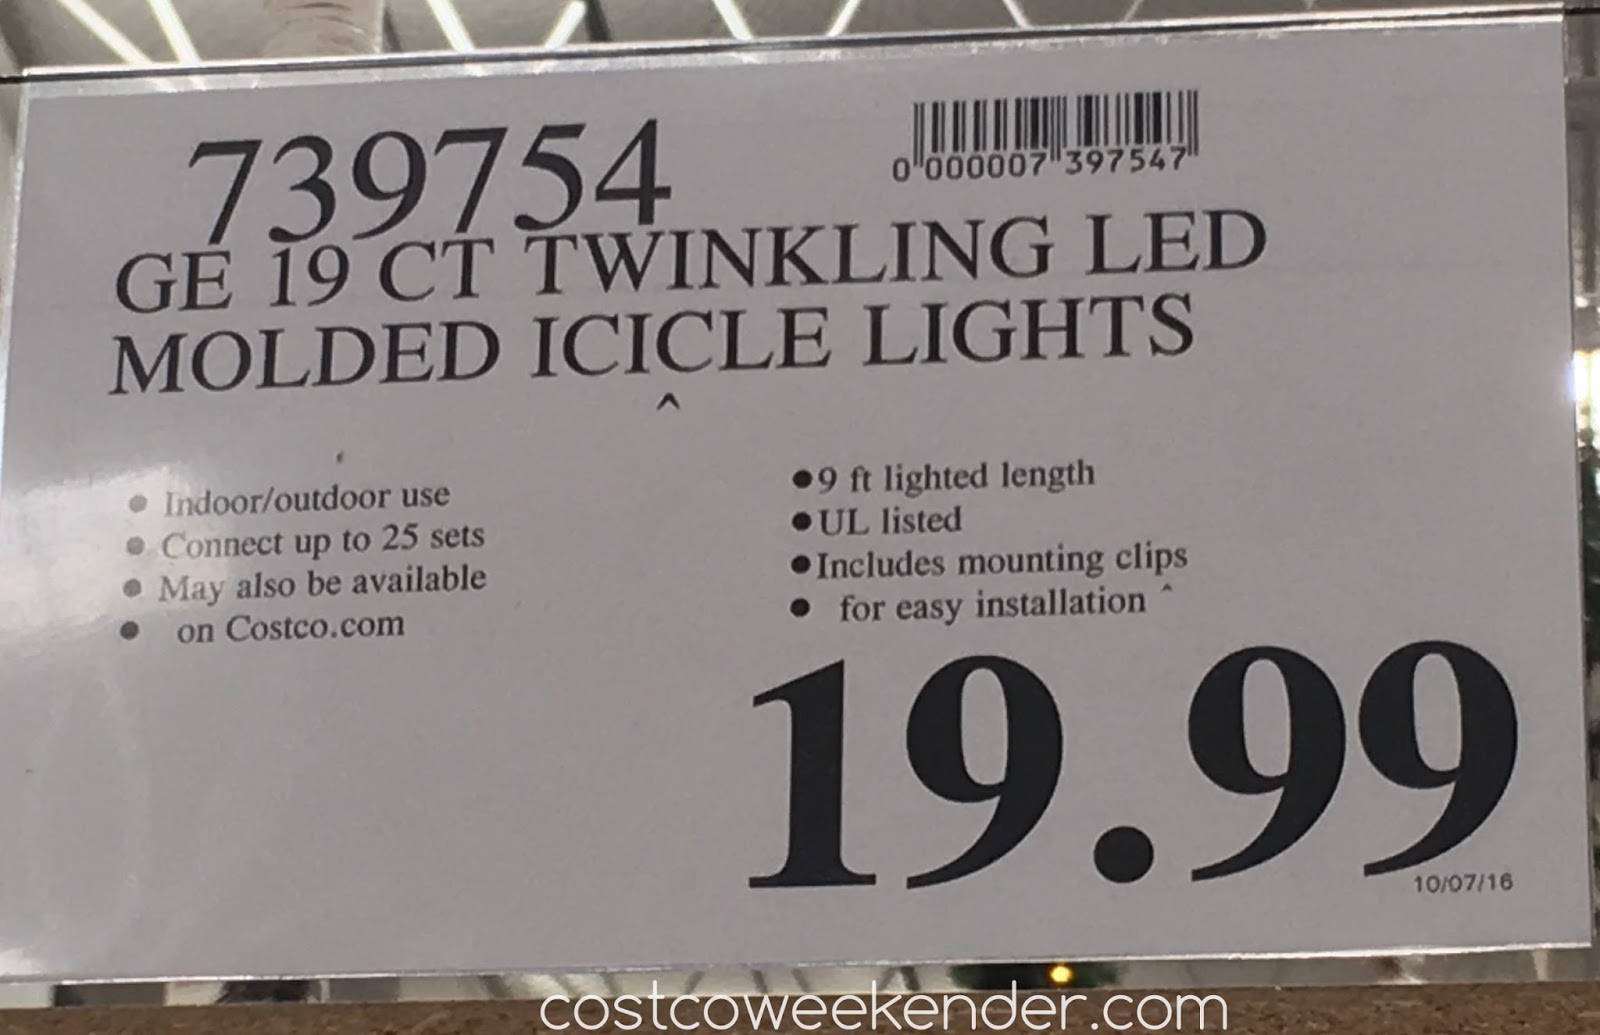 739754
0 000007 397547
GE 19 CT TWINKLING LED
MOLDED ICICLE LIGHTS
^
• Indoor/outdoor use
• Connect up to 25 sets
• May also be available
• on Costco.com
•9 ft lighted length
•UL listed
•Includes mounting clips
• for easy installation ^
19.99
10/07/16
costcoweekender.com